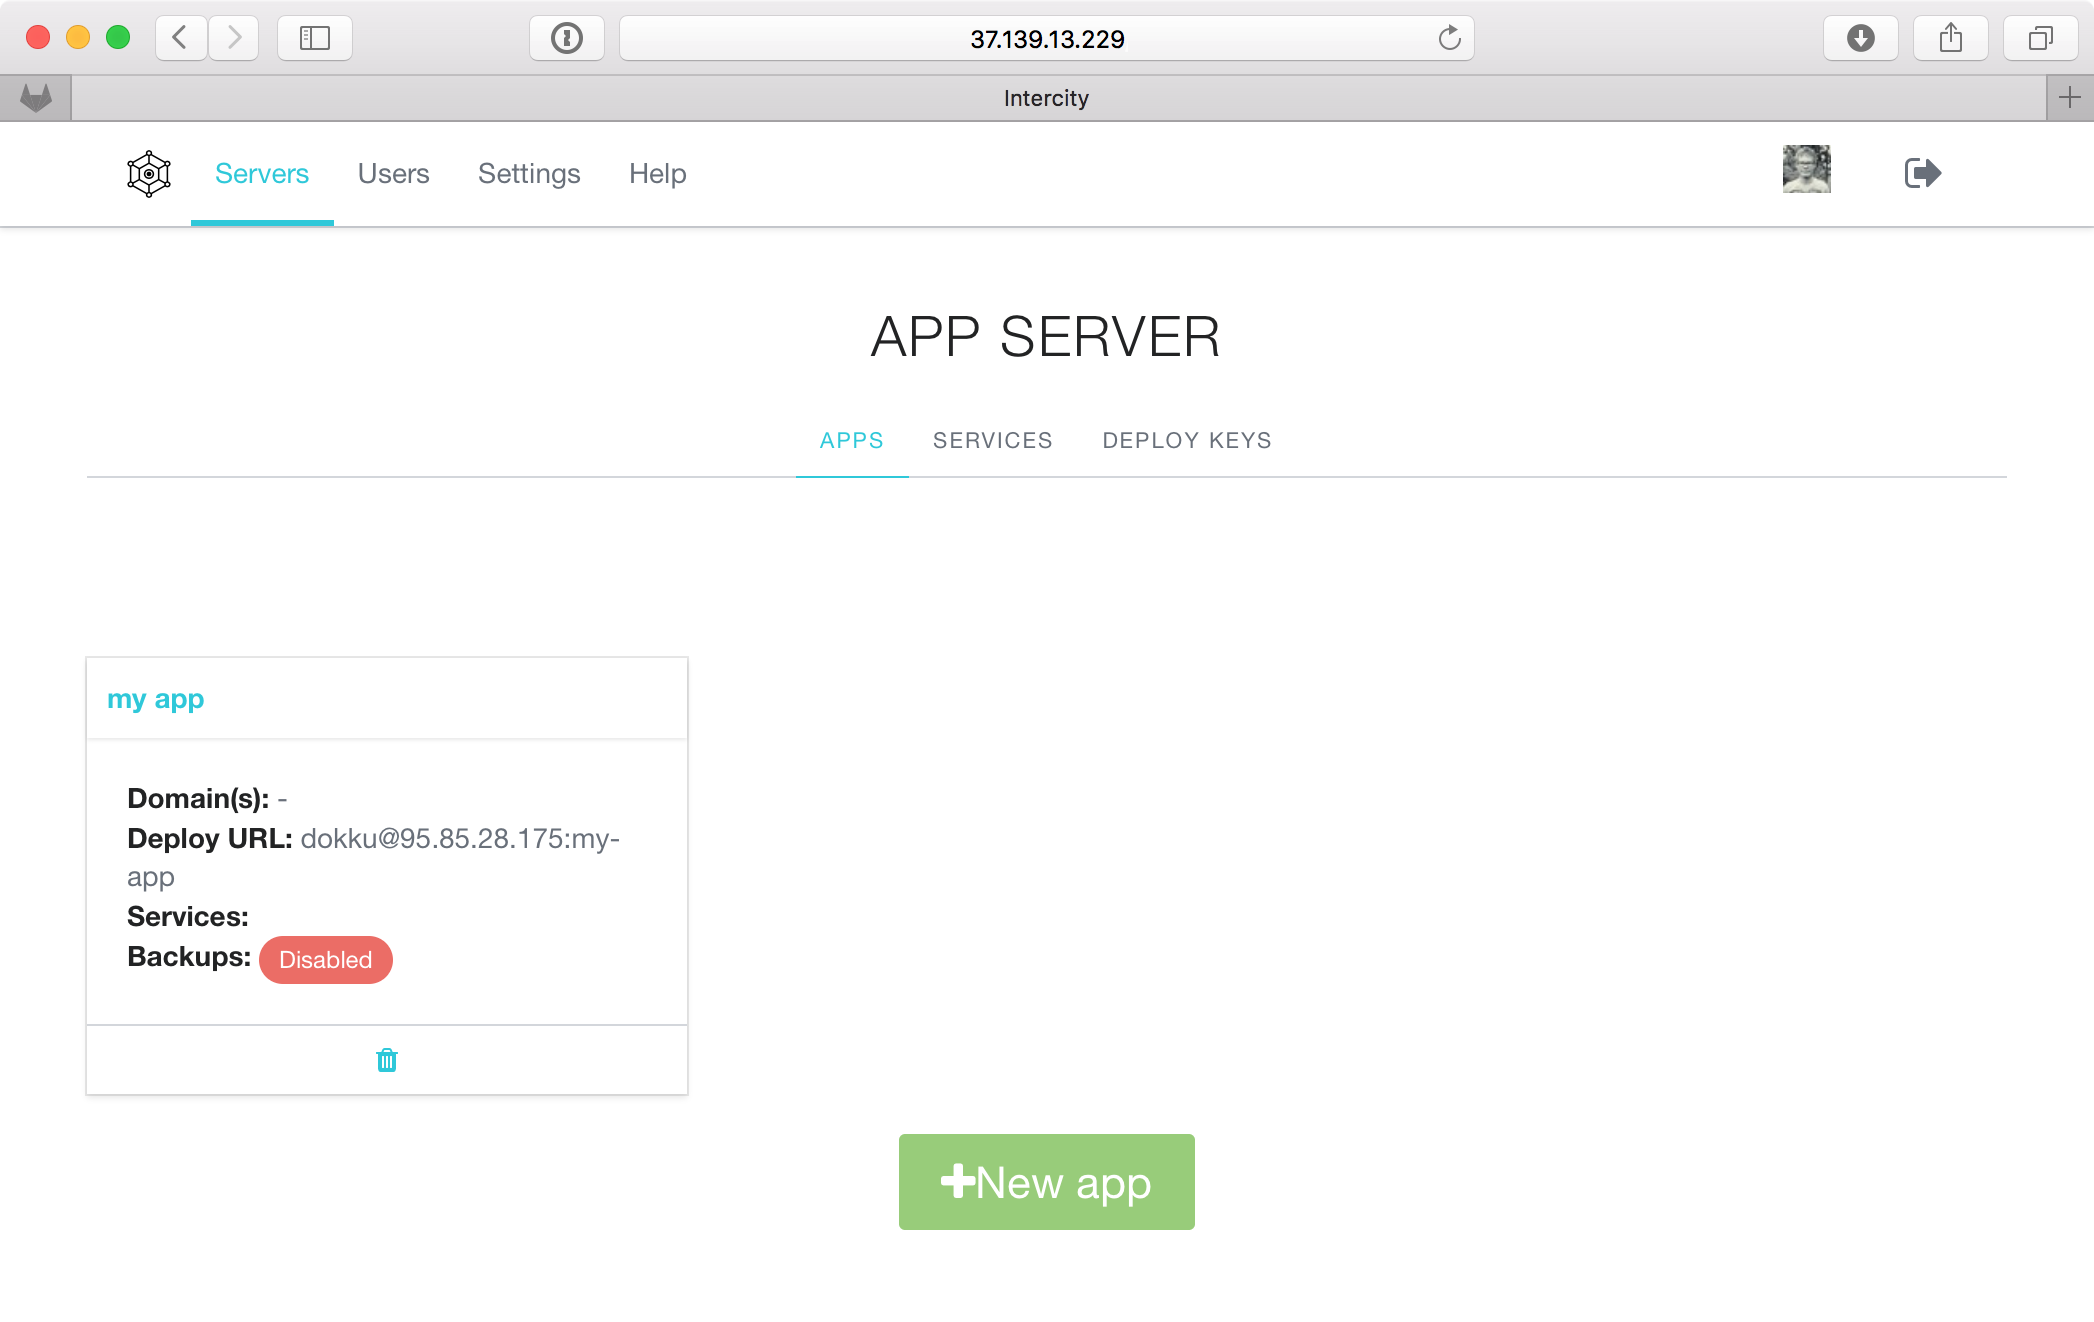 37.139.13.229
Intercity
Servers Users Settings Help
APP SERVER
APPS SERVICES DEPLOY KEYS
my app
Domain(s): -
Deploy URL: dokku@95.85.28.175:my-
app
Services:
Backups: Disabled
New app